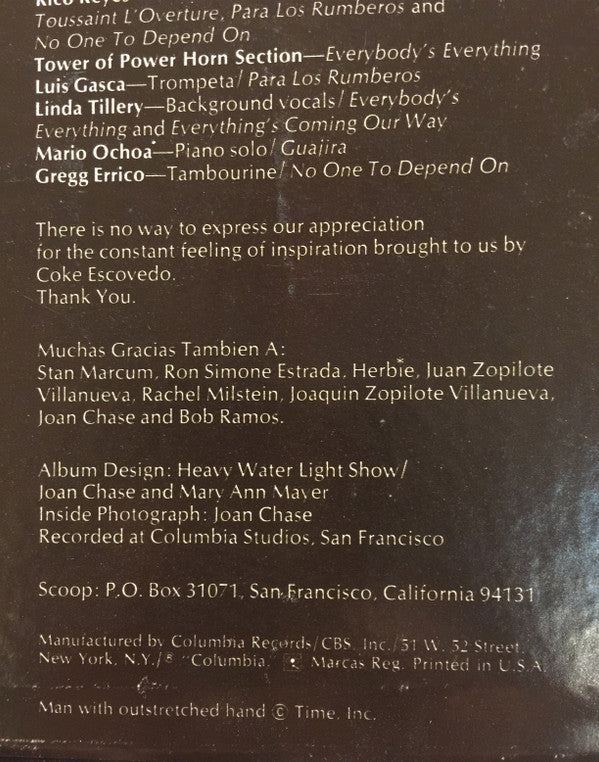 Rico Reyes
Toussaint L'Overture, Para Los Rumberos and
No One To Depend On
Tower of Power Horn Section—Everybody's Everything
Luis Gasca—Trompeta/Para Los Rumberos
Linda Tillery—Background vocals/Everybody's
Everything and Everything's Coming Our Way
Mario Ochoa—Piano solo/Guajira
Gregg Errico—Tambourine/No One To Depend On
There is no way to express our appreciation
for the constant feeling of inspiration brought to us by
Coke Escovedo.
Thank You.
Muchas Gracias Tambien A:
Stan Marcum, Ron Simone Estrada, Herbie, Juan Zopilote
Villanueva, Rachel Milstein, Joaquin Zopilote Villanueva,
Joan Chase and Bob Ramos.
Album Design: Heavy Water Light Show/
Joan Chase and Mary Ann Mayer
Inside Photograph: Joan Chase
Recorded at Columbia Studios, San Francisco
Scoop: P.O. Box 31071, San Francisco, California 94131
Manufactured by Columbia Records/CBS, Inc./51 W. 52 Street,
New York, N.Y./® "Columbia," Marcas Reg. Printed in U.S.A.
Man with outstretched hand © Time, Inc.